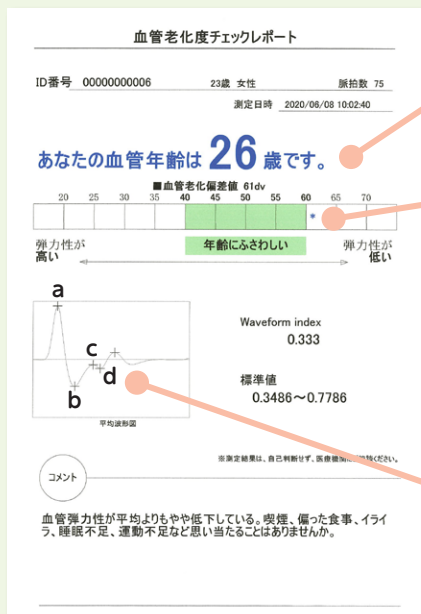 血管老化度チェックレポート
ID番号 00000000006 23歳 女性 脈拍数 75
測定日時 2020/06/08 10:02:40
あなたの血管年齢は 26 歳です。
■血管老化偏差値 61dv
20 25 30 35 40 45 50 55 60 65 70
*
弾力性が 高い 年齢にふさわしい 弾力性が 低い
a
c
d
b
平均波形図
Waveform index
0.333
標準値
0.3486～0.7786
※測定結果は、自己判断せず、医療機関にご相談ください。
コメント
血管弾力性が平均よりもやや低下している。喫煙、偏った食事、イライ
ラ、睡眠不足、運動不足など思い当たることはありませんか。